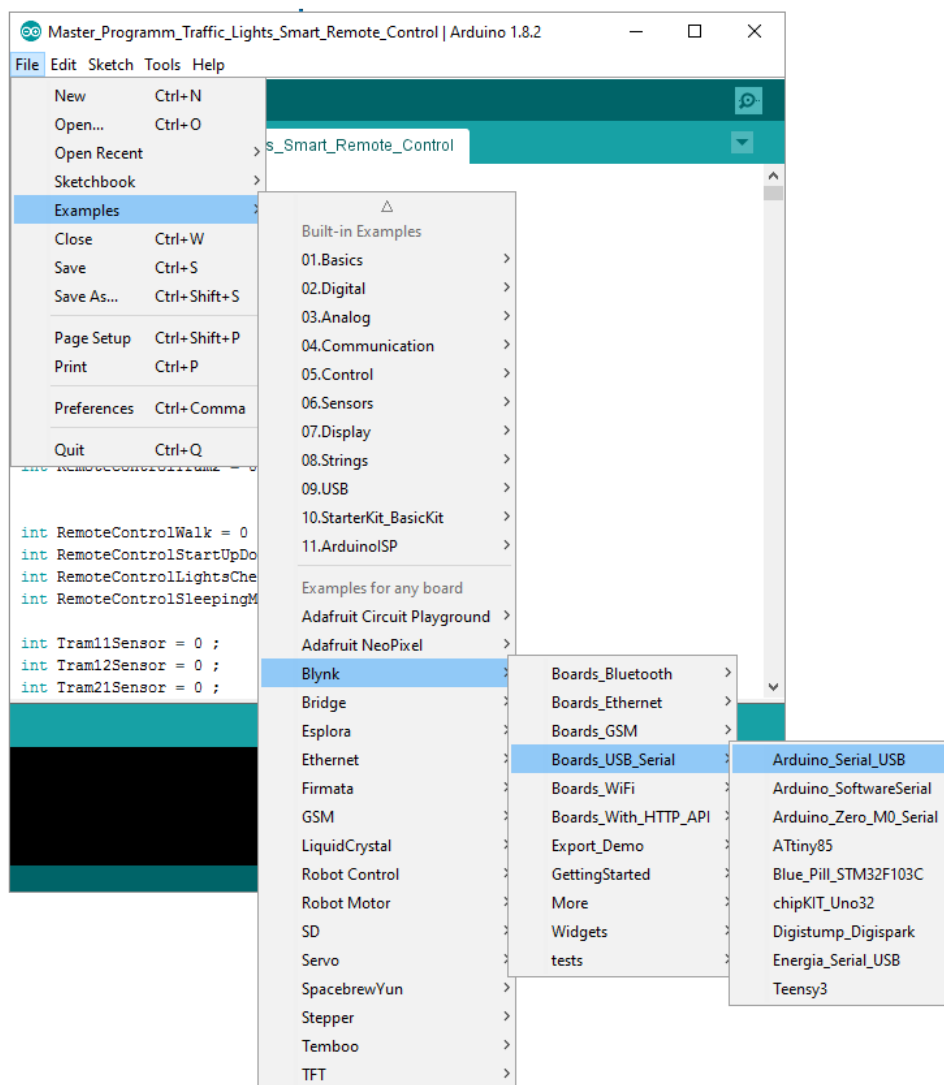 Master_Programm_Traffic_Lights_Smart_Remote_Control | Arduino 1.8.2
File Edit Sketch Tools Help
New Ctrl+N
Open... Ctrl+O
Open Recent
Sketchbook
Examples
Close Ctrl+W
Save Ctrl+S
Save As... Ctrl+Shift+S
Page Setup Ctrl+Shift+P
Print Ctrl+P
Preferences Ctrl+Comma
Quit Ctrl+Q
s_Smart_Remote_Control
Built-in Examples
01.Basics
02.Digital
03.Analog
04.Communication
05.Control
06.Sensors
07.Display
08.Strings
09.USB
10.StarterKit_BasicKit
11.ArduinoISP
Examples for any board
Adafruit Circuit Playground
Adafruit NeoPixel
Blynk
Bridge
Esplora
Ethernet
Firmata
GSM
LiquidCrystal
Robot Control
Robot Motor
SD
Servo
SpacebrewYun
Stepper
Temboo
TFT
Boards_Bluetooth
Boards_Ethernet
Boards_GSM
Boards_USB_Serial
Boards_WiFi
Boards_With_HTTP_API
Export_Demo
GettingStarted
More
Widgets
tests
Arduino_Serial_USB
Arduino_SoftwareSerial
Arduino_Zero_M0_Serial
ATtiny85
Blue_Pill_STM32F103C
chipKIT_Uno32
Digistump_Digispark
Energia_Serial_USB
Teensy3
int RemoteControlWalk = 0
int RemoteControlStartUpDo
int RemoteControlLightsChe
int RemoteControlSleepingM
int Tram11Sensor = 0 ;
int Tram12Sensor = 0 ;
int Tram21Sensor = 0 ;